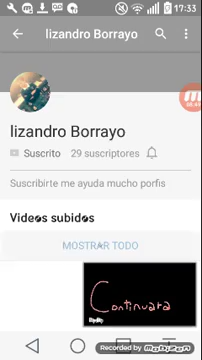 17:33
lizandro Borrayo
lizandro Borrayo
Suscrito 29 suscriptores
Suscribirte me ayuda mucho porfis
Videos subidos
MOSTRAR TODO
Continuara
Recorded by